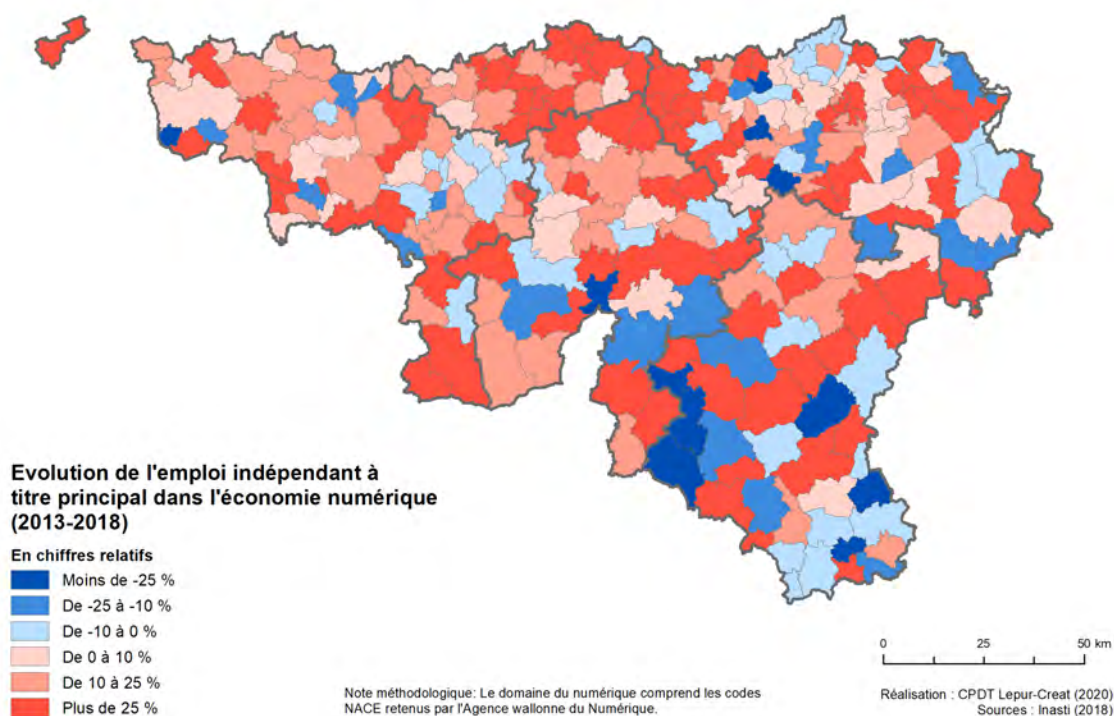 Evolution de l'emploi indépendant à
titre principal dans l'économie numérique
(2013-2018)
En chiffres relatifs
Moins de -25 %
De -25 à -10 %
De -10 à 0 %
De 0 à 10 %
De 10 à 25 %
Plus de 25 %
Note méthodologique: Le domaine du numérique comprend les codes
NACE retenus par l'Agence wallonne du Numérique.
0 25 50 km
Réalisation : CPDT Lepur-Creat (2020)
Sources : Inasti (2018)